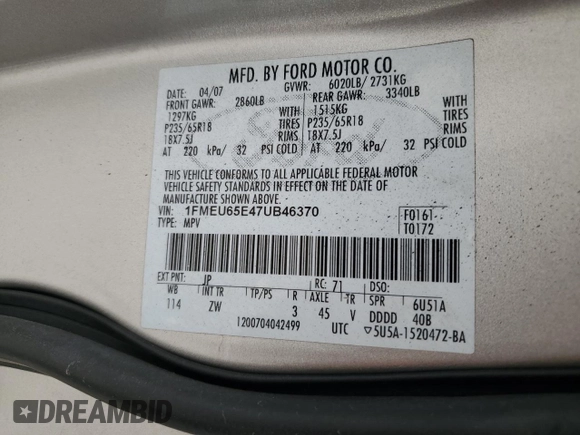 MFD. BY FORD MOTOR CO.
DATE: 04/07 GVWR: 6020LB/ 2731KG
FRONT GAWR: 2860LB REAR GAWR: 3340LB
1297KG WITH 1515KG WITH
P235/65R18 TIRES P235/65R18 TIRES
18X7.5J RIMS 18X7.5J RIMS
AT 220 kPa/ 32 PSI COLD AT 220 kPa/ 32 PSI COLD
THIS VEHICLE CONFORMS TO ALL APPLICABLE FEDERAL MOTOR
VEHICLE SAFETY STANDARDS IN EFFECT ON THE DATE OF
MANUFACTURE SHOWN ABOVE.
VEHICLE IDENT. NO.: 1FMEU65E47UB46370 F0161
TYPE: MPV T0172
EXT PNT: JP RC: 71 DSO:
WB INT TR TP/PS R AXLE TR SPR 6U51A
114 ZW 3 45 V DDDD 40B
1200704042499 UTC ▽5U5A-1520472-BA
Ford
DREAMBID